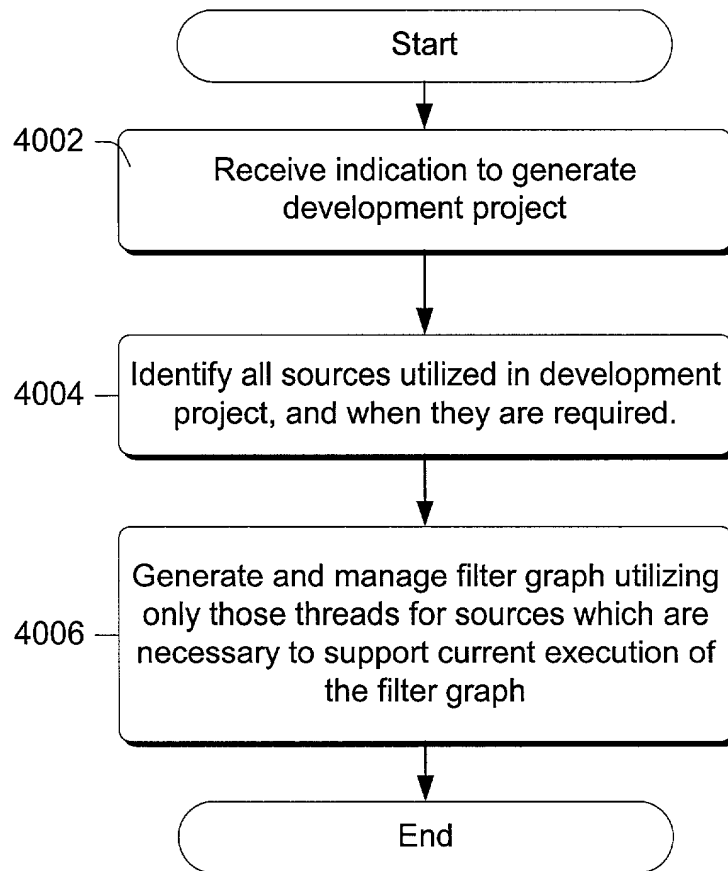 Start
4002
Receive indication to generate
development project
4004
Identify all sources utilized in development
project, and when they are required.
4006
Generate and manage filter graph utilizing
only those threads for sources which are
necessary to support current execution of
the filter graph
End